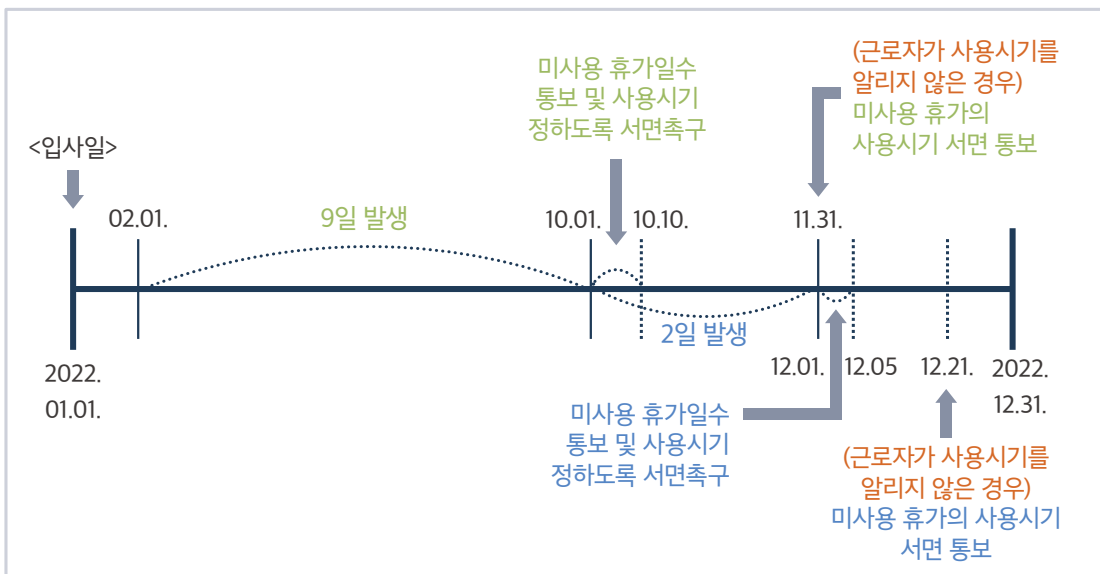 (근로자가 사용시기를
알리지 않은 경우)
미사용 휴가의
사용시기 서면 통보
미사용 휴가일수
통보 및 사용시기
정하도록 서면촉구
<입사일>
02.01.
9일 발생
10.01.
10.10.
11.31.
2일 발생
2022.
01.01.
12.01.
12.05
12.21.
2022.
12.31.
미사용 휴가일수
통보 및 사용시기
정하도록 서면촉구
(근로자가 사용시기를
알리지 않은 경우)
미사용 휴가의 사용시기
서면 통보